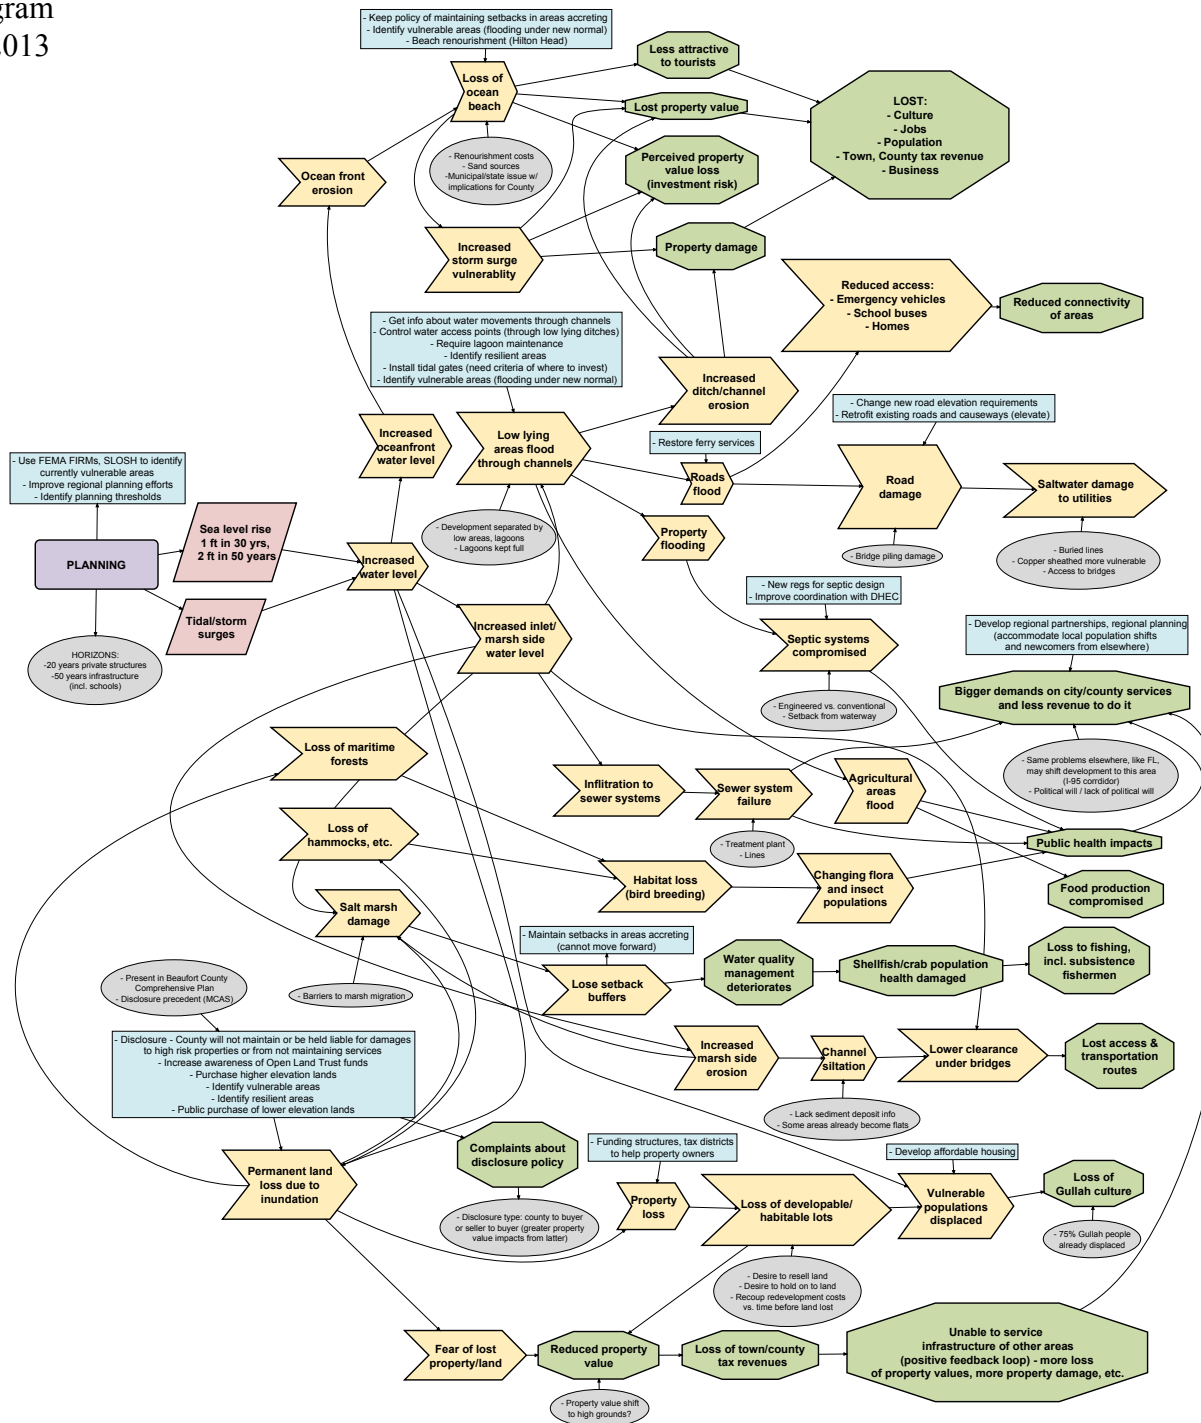 gram
2013
- Keep policy of maintaining setbacks in areas accreting
- Identify vulnerable areas (flooding under new normal)
- Beach renourishment (Hilton Head)
Less attractive
to tourists
Loss of
ocean
beach
Lost property value
LOST:
- Culture
- Jobs
- Population
- Town, County tax revenue
- Business
- Renourishment costs
- Sand sources
-Municipal/state issue w/
implications for County
Perceived property
value loss
(investment risk)
Ocean front
erosion
Increased
storm surge
vulnerablity
Property damage
Reduced access:
- Emergency vehicles
- School buses
- Homes
Reduced connectivity
of areas
- Get info about water movements through channels
- Control water access points (through low lying ditches)
- Require lagoon maintenance
- Identify resilient areas
- Install tidal gates (need criteria of where to invest)
- Identify vulnerable areas (flooding under new normal)
Increased
ditch/channel
erosion
- Change new road elevation requirements
- Retrofit existing roads and causeways (elevate)
Increased
oceanfront
water level
Low lying
areas flood
through channels
- Restore ferry services
Roads
flood
Road
damage
Saltwater damage
to utilities
- Use FEMA FIRMs, SLOSH to identify
currently vulnerable areas
- Improve regional planning efforts
- Identify planning thresholds
Sea level rise
1 ft in 30 yrs,
2 ft in 50 years
- Development separated by
low areas, lagoons
- Lagoons kept full
Property
flooding
- Bridge piling damage
- Buried lines
- Copper sheathed more vulnerable
- Access to bridges
PLANNING
Increased
water level
- New regs for septic design
- Improve coordination with DHEC
Tidal/storm
surges
Increased inlet/
marsh side
water level
Septic systems
compromised
- Develop regional partnerships, regional planning
(accommodate local population shifts
and newcomers from elsewhere)
HORIZONS:
-20 years private structures
-50 years infrastructure
(incl. schools)
Bigger demands on city/county services
and less revenue to do it
- Engineered vs. conventional
- Setback from waterway
Loss of maritime
forests
- Same problems elsewhere, like FL,
may shift development to this area
(I-95 corrdidor)
- Political will / lack of political will
Inflitration to
sewer systems
Sewer system
failure
Agricultural
areas
flood
Loss of
hammocks, etc.
- Treatment plant
- Lines
Public health impacts
Habitat loss
(bird breeding)
Changing flora
and insect
populations
Food production
compromised
Salt marsh
damage
- Maintain setbacks in areas accreting
(cannot move forward)
Water quality
management
deteriorates
Shellfish/crab population
health damaged
Loss to fishing,
incl. subsistence
fishermen
- Present in Beaufort County
Comprehensive Plan
- Disclosure precedent (MCAS)
- Barriers to marsh migration
Lose setback
buffers
- Disclosure - County will not maintain or be held liable for damages
to high risk properties or from not maintaining services
- Increase awareness of Open Land Trust funds
- Purchase higher elevation lands
- Identify vulnerable areas
- Identify resilient areas
- Public purchase of lower elevation lands
Increased
marsh side
erosion
Channel
siltation
Lower clearance
under bridges
Lost access &
transportation
routes
- Lack sediment deposit info
- Some areas already become flats
Complaints about
disclosure policy
- Funding structures, tax districts
to help property owners
- Develop affordable housing
Permanent land
loss due to
inundation
Property
loss
Loss of developable/
habitable lots
Vulnerable
populations
displaced
Loss of
Gullah culture
- Disclosure type: county to buyer
or seller to buyer (greater property
value impacts from latter)
- 75% Gullah people
already displaced
- Desire to resell land
- Desire to hold on to land
- Recoup redevelopment costs
vs. time before land lost
Fear of lost
property/land
Reduced property
value
Loss of town/county
tax revenues
Unable to service
infrastructure of other areas
(positive feedback loop) - more loss
of property values, more property damage, etc.
- Property value shift
to high grounds?